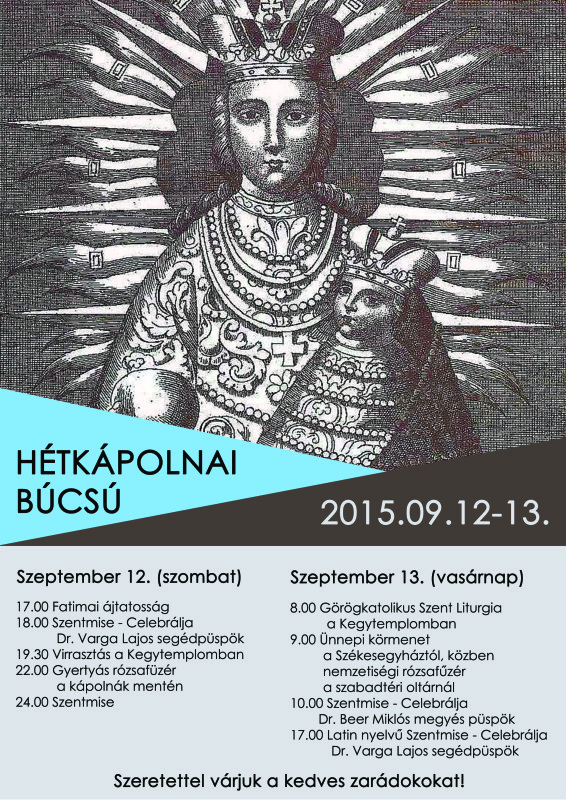 HÉTKÁPOLNAI
BÚCSÚ
2015.09.12-13.
Szeptember 12. (szombat)
17.00 Fatimai ájtatosság
18.00 Szentmise - Celebrálja
Dr. Varga Lajos segédpüspök
19.30 Virrasztás a Kegytemplomban
22.00 Gyertyás rózsafüzér
a kápolnák mentén
24.00 Szentmise
Szeptember 13. (vasárnap)
8.00 Görögkatolikus Szent Liturgia
a Kegytemplomban
9.00 Ünnepi körmenet
a Székesegyháztól, közben
nemzetiségi rózsafűzér
a szabadtéri oltárnál
10.00 Szentmise - Celebrálja
Dr. Beer Miklós megyés püspök
17.00 Latin nyelvű Szentmise - Celebrálja
Dr. Varga Lajos segédpüspök
Szeretettel várjuk a kedves zarádokokat!